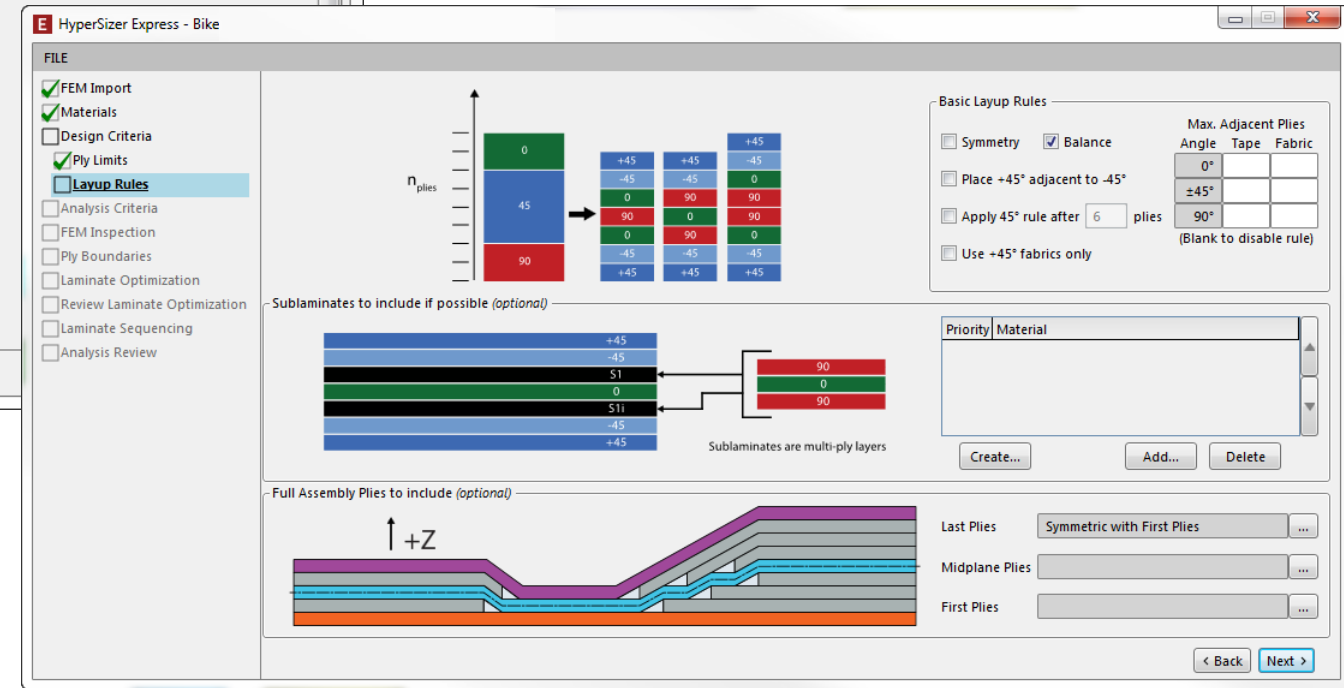 E HyperSizer Express - Bike
FILE
FEM Import
Materials
Design Criteria
Ply Limits
Layup Rules
Analysis Criteria
FEM Inspection
Ply Boundaries
Laminate Optimization
Review Laminate Optimization
Laminate Sequencing
Analysis Review
n plies
0
45
90
+45
-45
0
90
0
-45
+45
+45
-45
90
0
90
-45
+45
+45
-45
0
90
90
0
-45
+45
Basic Layup Rules
Symmetry Balance
Place +45° adjacent to -45°
Apply 45° rule after 6 plies
Use +45° fabrics only
Max. Adjacent Plies
Angle Tape Fabric
0°
±45°
90°
(Blank to disable rule)
Sublaminates to include if possible (optional)
+45
-45
S1
0
S1i
-45
+45
90
0
90
Sublaminates are multi-ply layers
Priority Material
Create... Add... Delete
Full Assembly Plies to include (optional)
+Z
Last Plies Symmetric with First Plies ...
Midplane Plies ...
First Plies ...
< Back Next >